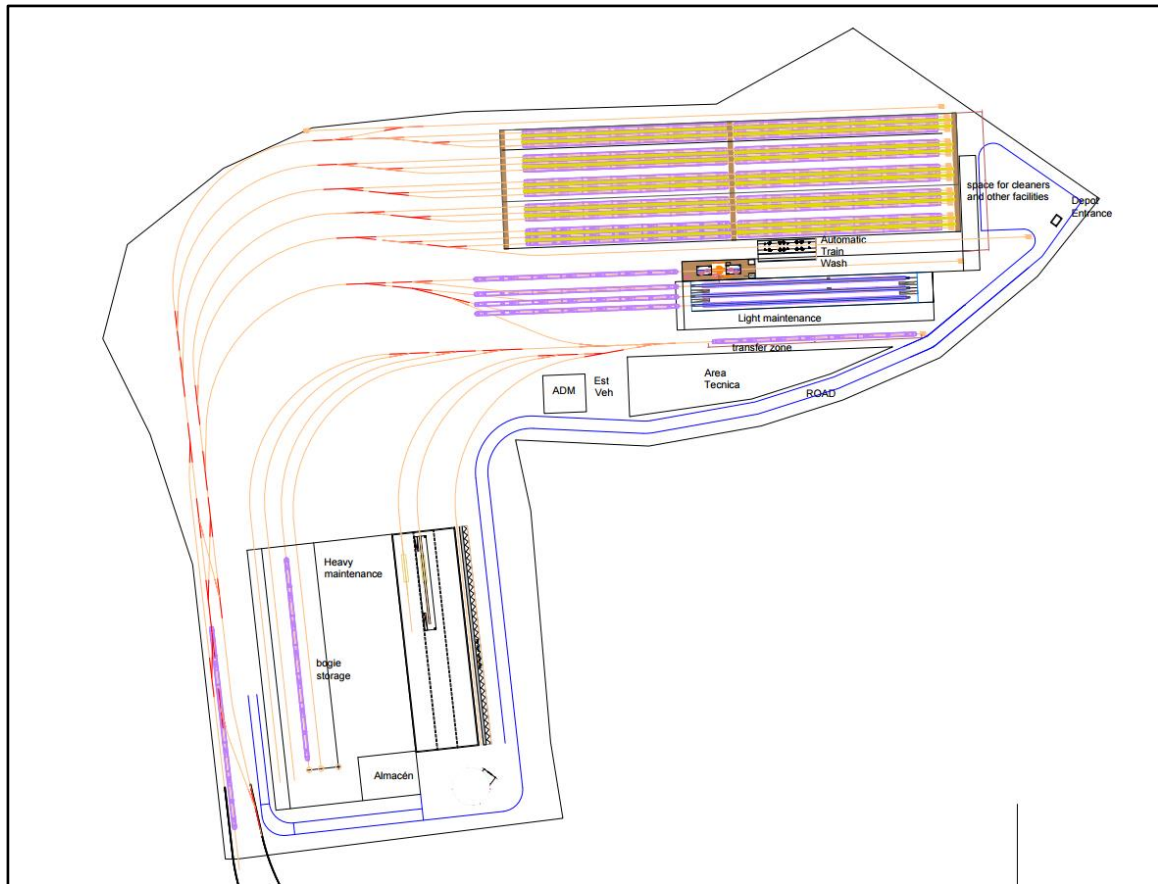 space for cleaners
and other facilities
Depot
Entrance
Automatic
Train
Wash
Light maintenance
transfer zone
Area
Tecnica
ADM
Est
Veh
ROAD
Heavy
maintenance
bogie
storage
Almacén